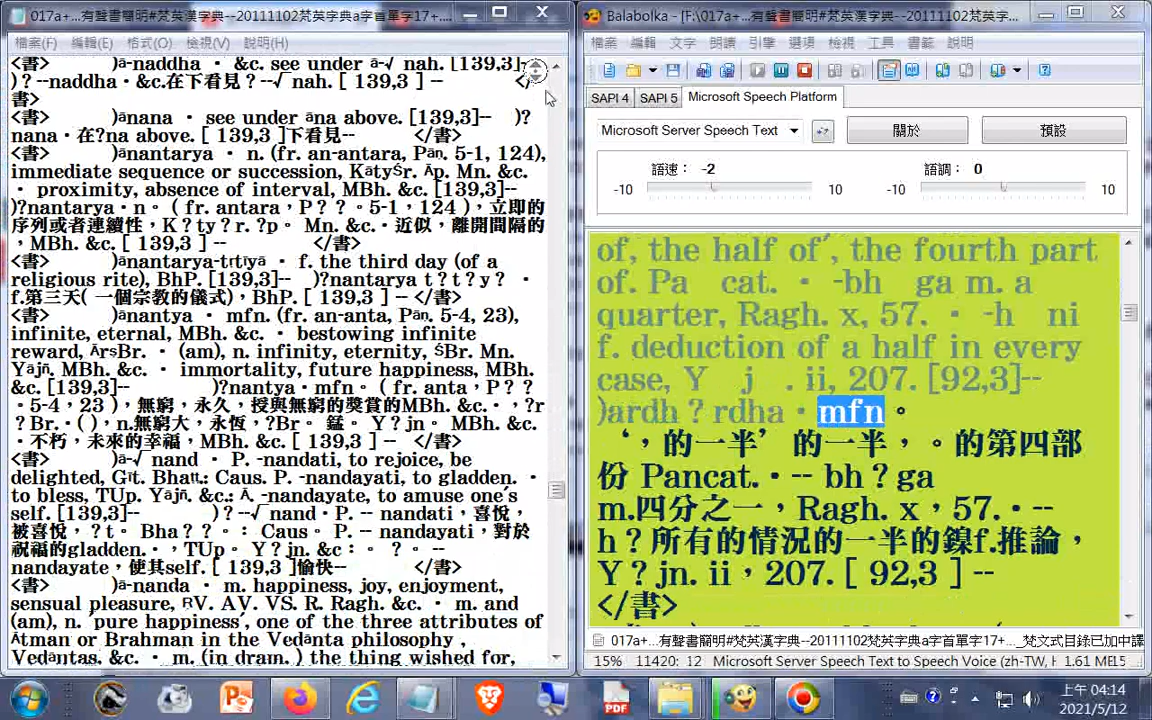 017a+...有聲書簡明#梵英漢字典--20111102梵英字典a字首單字17+...
檔案(F) 編輯(E) 格式(O) 檢視(V) 說明(H)
<書> )ā-naddha · &c. see under ā-√ nah. [139,3]--
)? --naddha · &c.在下看見? --√ nah. [ 139,3 ] -- </
書>
<書> )ānana · see under āna above. [139,3]-- )?
nana · 在?na above. [ 139,3 ]下看見-- </書>
<書> )ānantarya · n. (fr. an-antara, Pāṇ. 5-1, 124),
immediate sequence or succession, KātyŚr. Āp. Mn. &c.
· proximity, absence of interval, MBh. &c. [139,3]--
)?nantarya · n。 ( fr. antara，P？？。5-1，124 )，立即的
序列或者連續性，K？ty？r. ?p。 Mn. &c. · 近似，離開間隔的
，MBh. &c. [ 139,3 ] -- </書>
<書> )ānantarya-tṛtīyā · f. the third day (of a
religious rite), BhP. [139,3]-- )?nantarya t？t？y？ ·
f.第三天( 一個宗教的儀式)，BhP. [ 139,3 ] -- </書>
<書> )ānantya · mfn. (fr. an-anta, Pāṇ. 5-4, 23),
infinite, eternal, MBh. &c. · bestowing infinite
reward, ĀrṣBr. · (am), n. infinity, eternity, ŚBr. Mn.
Yājñ. &c. · immortality, future happiness, MBh.
&c. [139,3]-- )?nantya · mfn。 ( fr. anta，P？？
· 5-4，23 )，無窮，永久，授與無窮的獎賞的MBh. &c. ·，?r
? Br. · ( )，n.無窮大，永恆，?Br。 錳。 Y？jn。 MBh. &c.
· 不朽，未來的幸福，MBh. [ 139,3 ] -- </書>
<書> )ā-√ nand · P. -nandati, to rejoice, be
delighted, Gīt. Bhaṭṭ.: Caus. P. -nandayati, to gladden. ·
to bless, TUp. Yājñ. &c.: Ā. -nandayate, to amuse one's
self. [139,3]-- )? --√ nand · P. -- nandati，喜悅，
被喜悅，?t。 Bha？？。： Caus。 P. -- nandayati，對於
祝福的gladden. ·，TUp。 Y？jn. &c：。？。 --
nandayate，使其self. [ 139,3 ]愉快-- </書>
<書> )ā-nanda · m. happiness, joy, enjoyment,
sensual pleasure, RV. AV. VS. R. Ragh. &c. · m. and
(am), n. 'pure happiness', one of the three attributes of
Ātman or Brahman in the Vedānta philosophy ,
Vedāntas. &c. · m. (in dram. ) the thing wished for,
Balabolka - [F:\017a+...有聲書簡明#梵英漢字典--20111102梵英字...
檔案 編輯 文字 朗讀 引擎 選項 檢視 工具 書籤 說明
SAPI 4 SAPI 5 Microsoft Speech Platform
Microsoft Server Speech Text 關於 預設
語速： -2 語調： 0
-10 10 -10 10
of, the half of', the fourth part
of. Pa cat. · -bh ga m. a
quarter, Ragh. x, 57. · -h ni
f. deduction of a half in every
case, Y j . ii, 207. [92,3]--
)ardh？rdha · mfn。
‘，的一半’的一半，。的第四部
份 Pancat. · -- bh？ga
m.四分之一，Ragh. x，57. · --
h？所有的情況的一半的鎳f.推論，
Y？jn. ii，207. [ 92,3 ] --
</書>
017a+...有聲書簡明#梵英漢字典--20111102梵英字典a字首單字17+..._梵文式目錄已加中譯
15% 11420: 12 Microsoft Server Speech Text to Speech Voice (zh-TW, H 1.61 MB
上午 04:14
2021/5/12